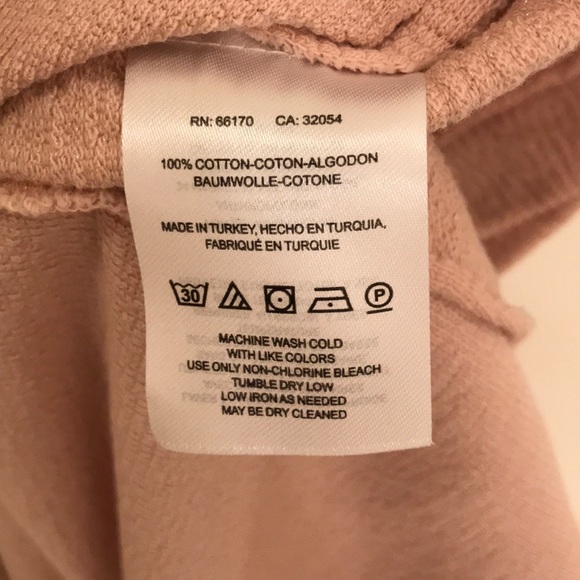 RN: 66170 CA: 32054
100% COTTON-COTON-ALGODON
BAUMWOLLE-COTONE
MADE IN TURKEY, HECHO EN TURQUIA,
FABRIQUÉ EN TURQUIE
30 P
MACHINE WASH COLD
WITH LIKE COLORS
USE ONLY NON-CHLORINE BLEACH
TUMBLE DRY LOW
LOW IRON AS NEEDED
MAY BE DRY CLEANED